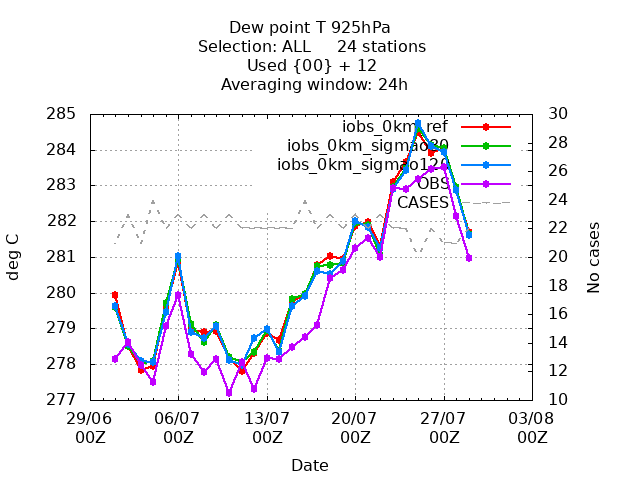 Dew point T 925hPa
Selection: ALL 24 stations
Used {00} + 12
Averaging window: 24h
285
284
283
282
281
280
279
278
277
deg C
30
28
26
24
22
20
18
16
14
12
10
No cases
iobs_0km_ref
iobs_0km_sigmao80
iobs_0km_sigmao120
OBS
CASES
29/06 06/07 13/07 20/07 27/07 03/08
00Z 00Z 00Z 00Z 00Z 00Z
Date